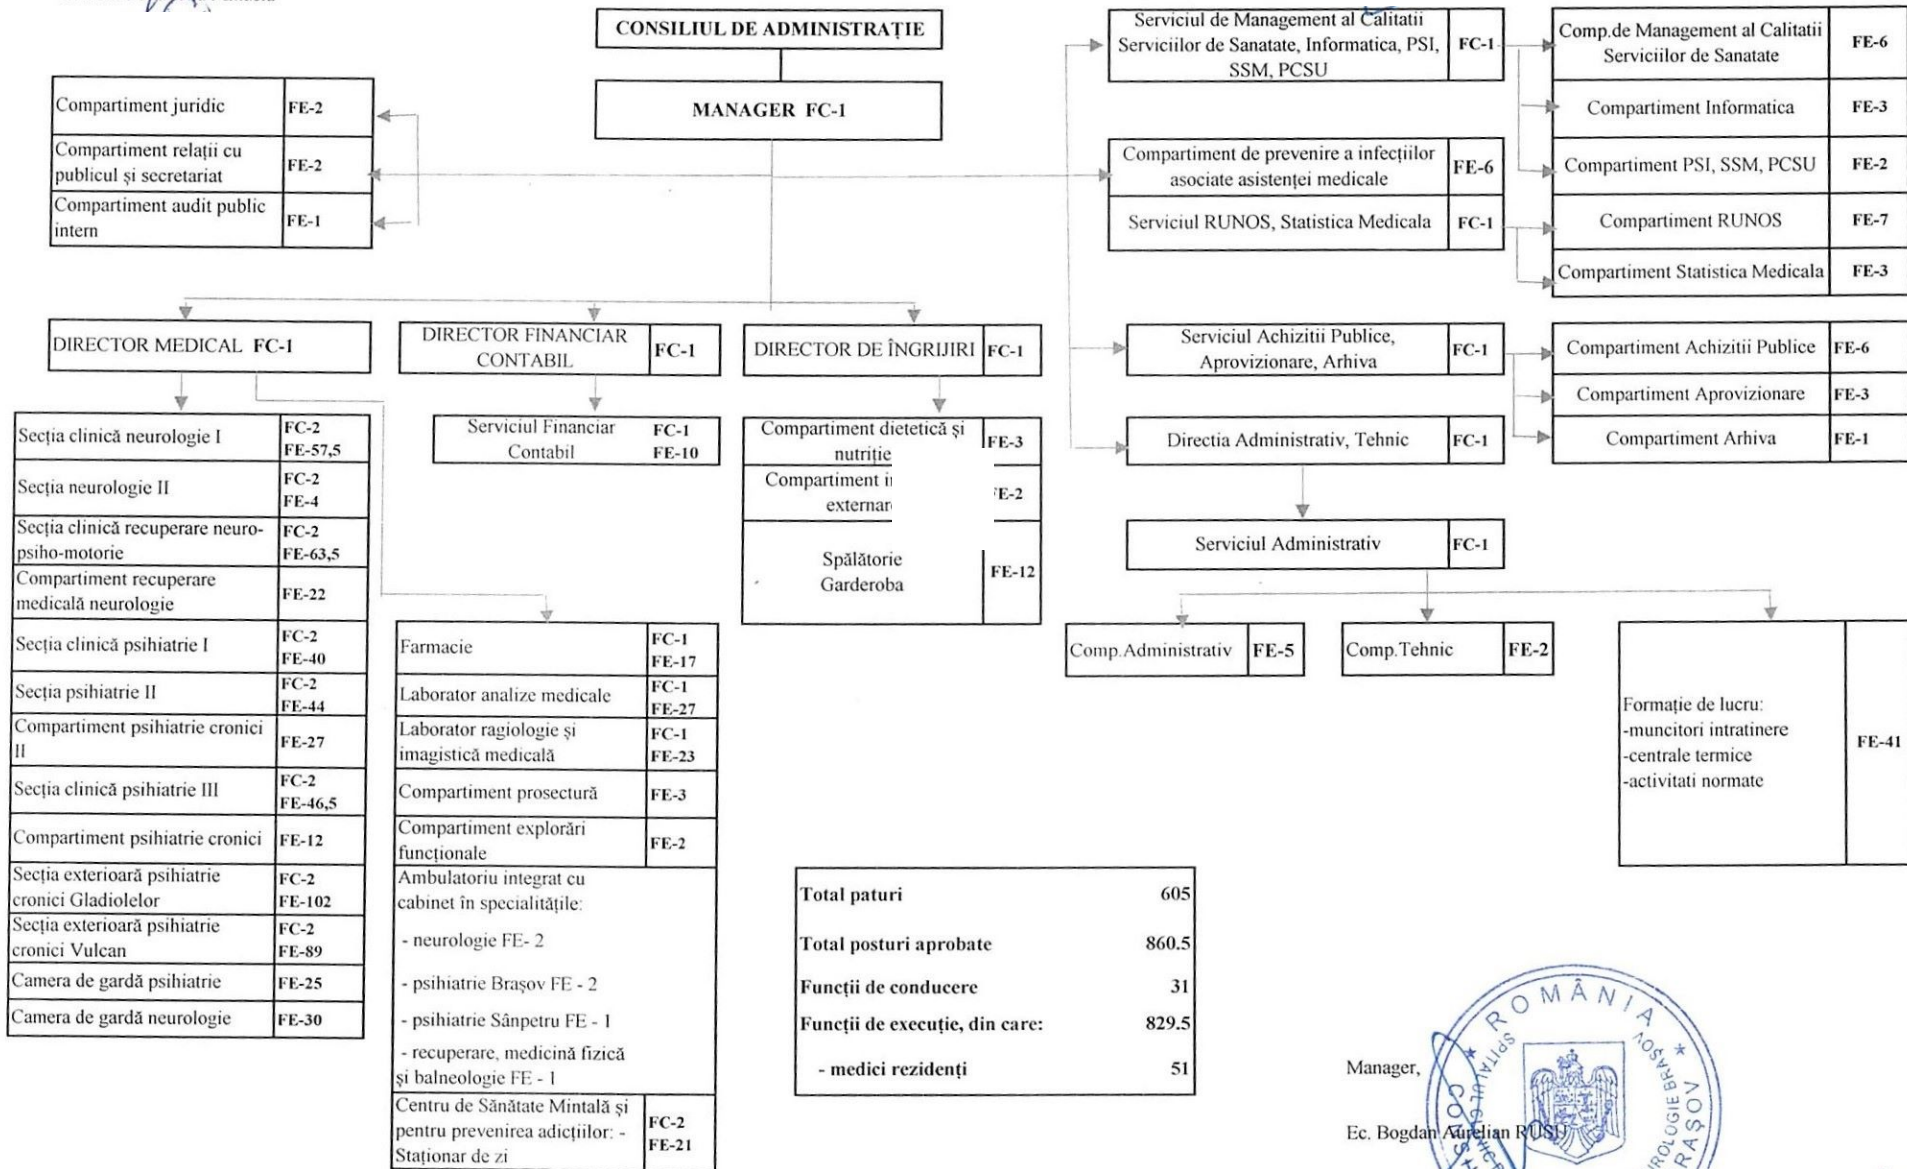 CONSILIUL DE ADMINISTRAȚIE
MANAGER FC-1
Compartiment juridic FE-2
Compartiment relații cu
publicul și secretariat FE-2
Compartiment audit public
intern FE-1
Serviciul de Management al Calitatii
Serviciilor de Sanatate, Informatica, PSI,
SSM, PCSU FC-1
Compartiment de prevenire a infecțiilor
asociate asistenței medicale FE-6
Serviciul RUNOS, Statistica Medicala FC-1
Comp.de Management al Calitatii
Serviciilor de Sanatate FE-6
Compartiment Informatica FE-3
Compartiment PSI, SSM, PCSU FE-2
Compartiment RUNOS FE-7
Compartiment Statistica Medicala FE-3
DIRECTOR MEDICAL FC-1
DIRECTOR FINANCIAR
CONTABIL FC-1
DIRECTOR DE ÎNGRIJIRI FC-1
Serviciul Achizitii Publice,
Aprovizionare, Arhiva FC-1
Directia Administrativ, Tehnic FC-1
Compartiment Achizitii Publice FE-6
Compartiment Aprovizionare FE-3
Compartiment Arhiva FE-1
Secția clinică neurologie I FC-2
FE-57,5
Secția neurologie II FC-2
FE-4
Secția clinică recuperare neuro- FC-2
psiho-motorie FE-63,5
Compartiment recuperare
medicală neurologie FE-22
Secția clinică psihiatrie I FC-2
FE-40
Secția psihiatrie II FC-2
FE-44
Compartiment psihiatrie cronici
II FE-27
Secția clinică psihiatrie III FC-2
FE-46,5
Compartiment psihiatrie cronici FE-12
Secția exterioară psihiatrie FC-2
cronici Gladiolelor FE-102
Secția exterioară psihiatrie FC-2
cronici Vulcan FE-89
Camera de gardă psihiatrie FE-25
Camera de gardă neurologie FE-30
Serviciul Financiar FC-1
Contabil FE-10
Compartiment dietetică și
nutriție FE-3
Compartiment
FE-2
Spălătorie
Garderoba FE-12
Serviciul Administrativ FC-1
Comp.Administrativ FE-5
Comp.Tehnic FE-2
Formație de lucru:
-muncitori intratinere
-centrale termice
-activitati normate
FE-41
Farmacie FC-1
FE-17
Laborator analize medicale FC-1
FE-27
Laborator ragiologie și FC-1
imagistică medicală FE-23
Compartiment prosectură FE-3
Compartiment explorări
funcționale FE-2
Ambulatoriu integrat cu
cabinet în specialitățile:
- neurologie FE- 2
- psihiatrie Brașov FE - 2
- psihiatrie Sânpetru FE - 1
- recuperare, medicină fizică
și balneologie FE - 1
Centru de Sănătate Mintală și
pentru prevenirea adicțiilor: - FC-2
Staționar de zi FE-21
Total paturi 605
Total posturi aprobate 860.5
Funcții de conducere 31
Funcții de execuție, din care: 829.5
- medici rezidenți 51
Manager,
Ec. Bogdan Aurelian RUSU
* ROMÂNIA *
SPITALUL
BRAȘOV